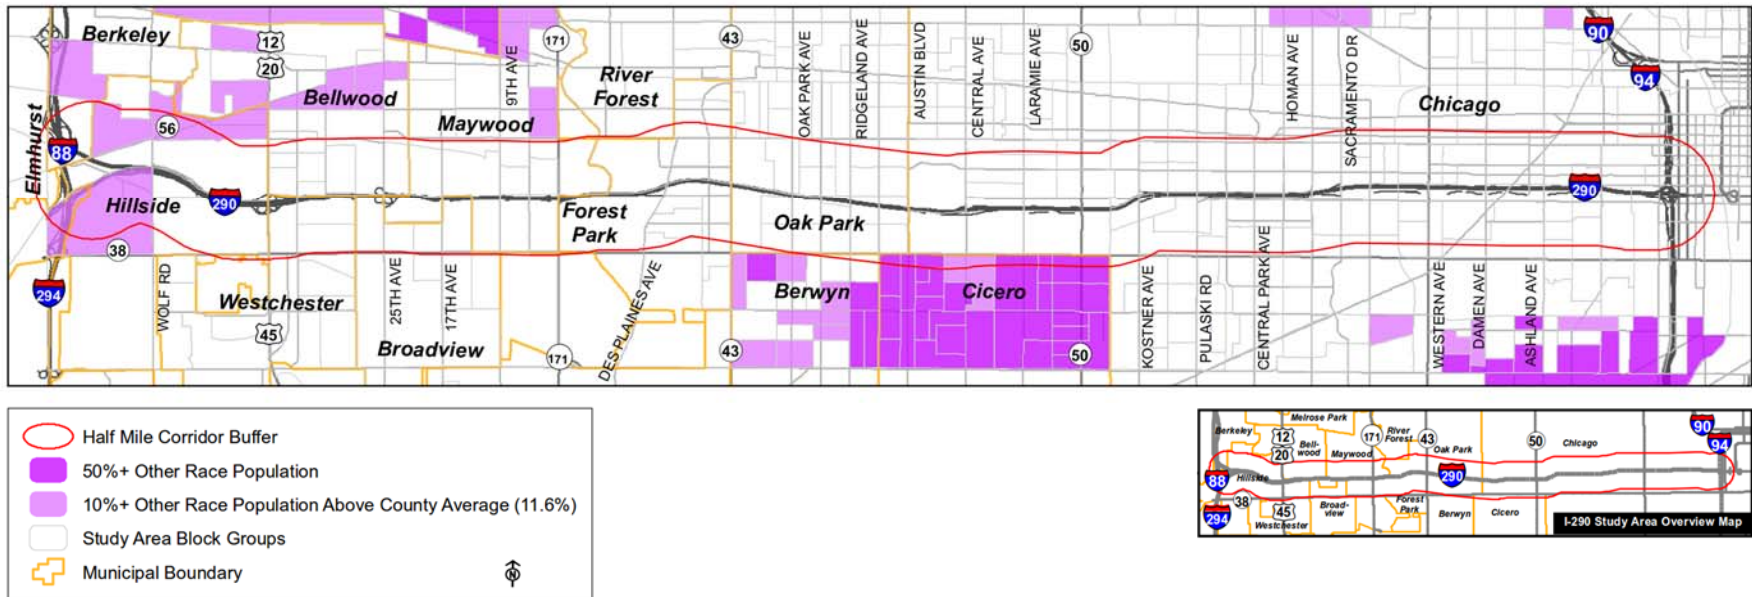 Berkeley
12
20
Bellwood
9TH AVE
171
River
Forest
Maywood
43
OAK PARK AVE
RIDGELAND AVE
AUSTIN BLVD
CENTRAL AVE
LARAMIE AVE
50
HOMAN AVE
SACRAMENTO DR
Chicago
90
94
Elmhurst
56
88
Hillside
290
Forest
Park
Oak Park
290
38
294
WOLF RD
Westchester
45
25TH AVE
17TH AVE
Broadview
171
DES PLAINES AVE
43
Berwyn
Cicero
50
KOSTNER AVE
PULASKI RD
CENTRAL PARK AVE
WESTERN AVE
DAMEN AVE
ASHLAND AVE
Half Mile Corridor Buffer
50%+ Other Race Population
10%+ Other Race Population Above County Average (11.6%)
Study Area Block Groups
Municipal Boundary
N
Melrose Park
Berkeley
12
20
Bell-
wood
Maywood
171
River
Forest
43
Oak Park
50
Chicago
90
94
88
Hillside
290
38
294
45
Westchester
Broad-
view
Forest
Park
Berwyn
Cicero
I-290 Study Area Overview Map